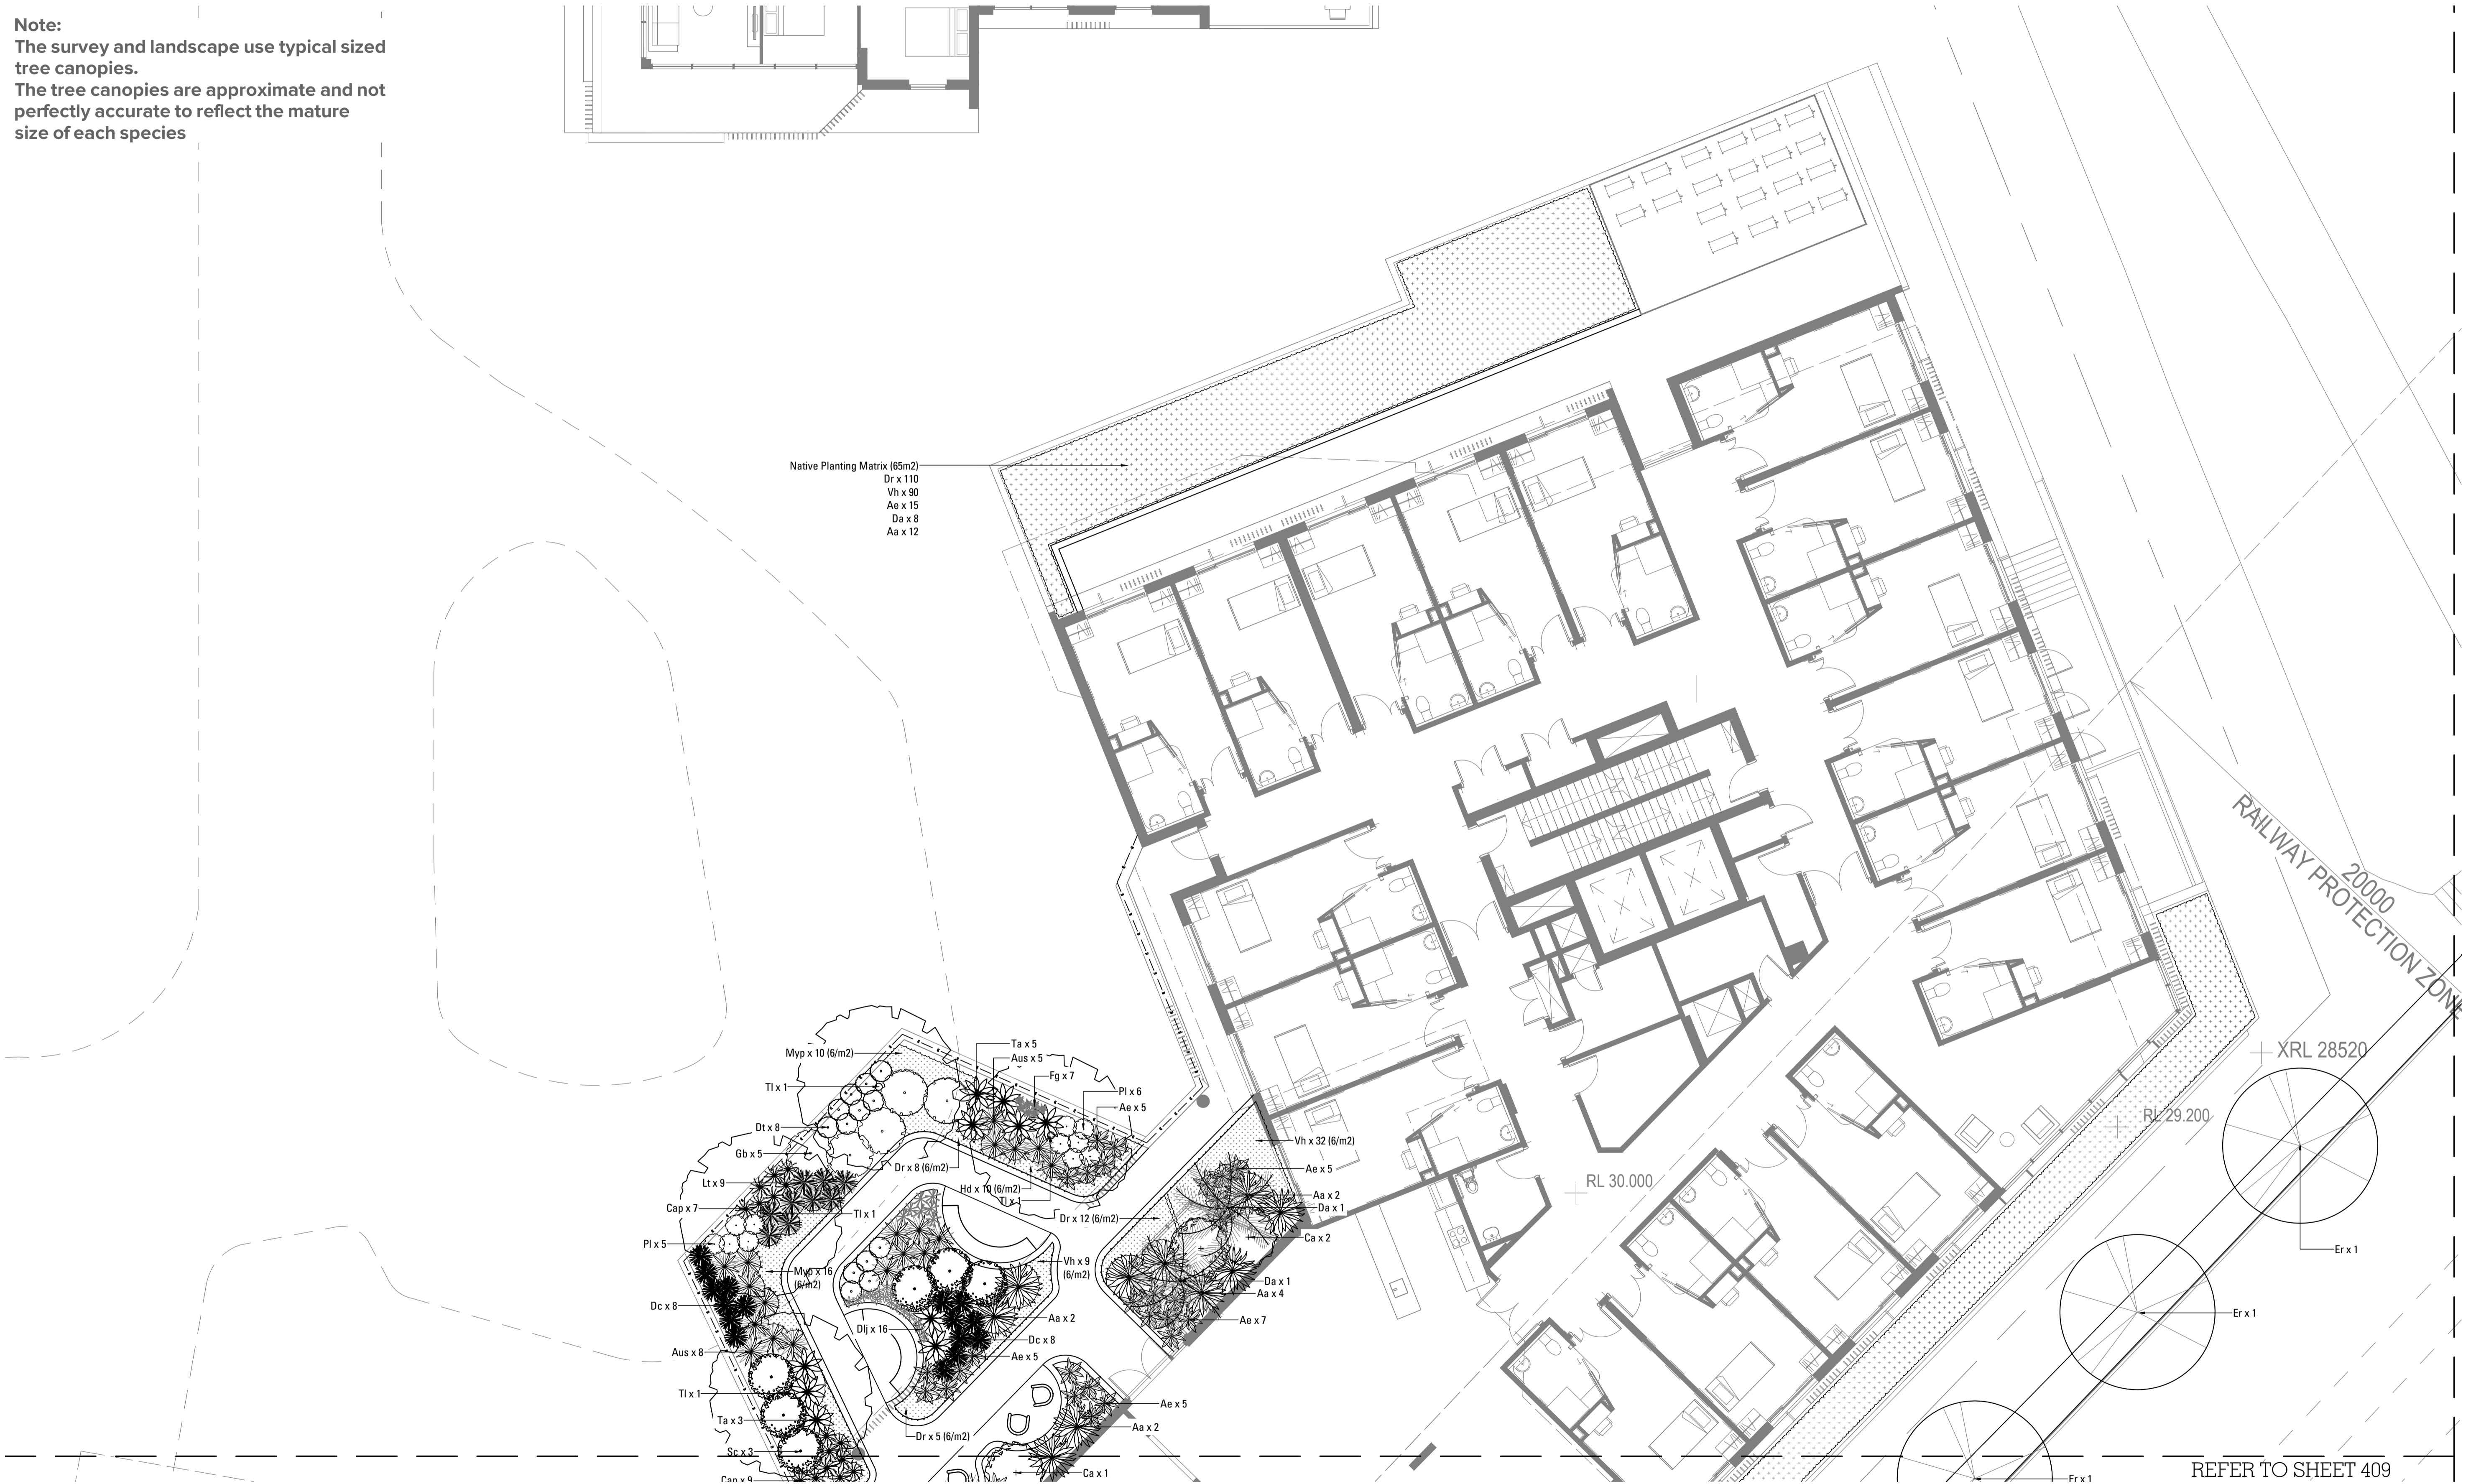 Note:
The survey and landscape use typical sized
tree canopies.
The tree canopies are approximate and not
perfectly accurate to reflect the mature
size of each species
Native Planting Matrix (65m2)
Dr x 110
Vh x 90
Ae x 15
Da x 8
Aa x 12
RAILWAY PROTECTION ZONE
20000
XRL 28520
RL 29.200
RL 30.000
Myp x 10 (6/m2)
Ta x 5
Aus x 5
Fg x 7
Tl x 1
Pl x 6
Ae x 5
Dt x 8
Gb x 5
Vh x 32 (6/m2)
Dr x 8 (6/m2)
Ae x 5
Lt x 9
Hd x 10 (6/m2)
Tl x 1
Aa x 2
Cap x 7
Da x 1
Tl x 1
Dr x 12 (6/m2)
Ca x 2
Pl x 5
Er x 1
Vh x 9
(6/m2)
Myp x 16
(6/m2)
Da x 1
Aa x 4
Dc x 8
Er x 1
Aa x 2
Ae x 7
Dlj x 16
Dc x 8
Aus x 8
Ae x 5
Tl x 1
Ae x 5
Ta x 3
Aa x 2
Dr x 5 (6/m2)
Sc x 3
Ca x 1
Cap x 9
Er x 1
REFER TO SHEET 409